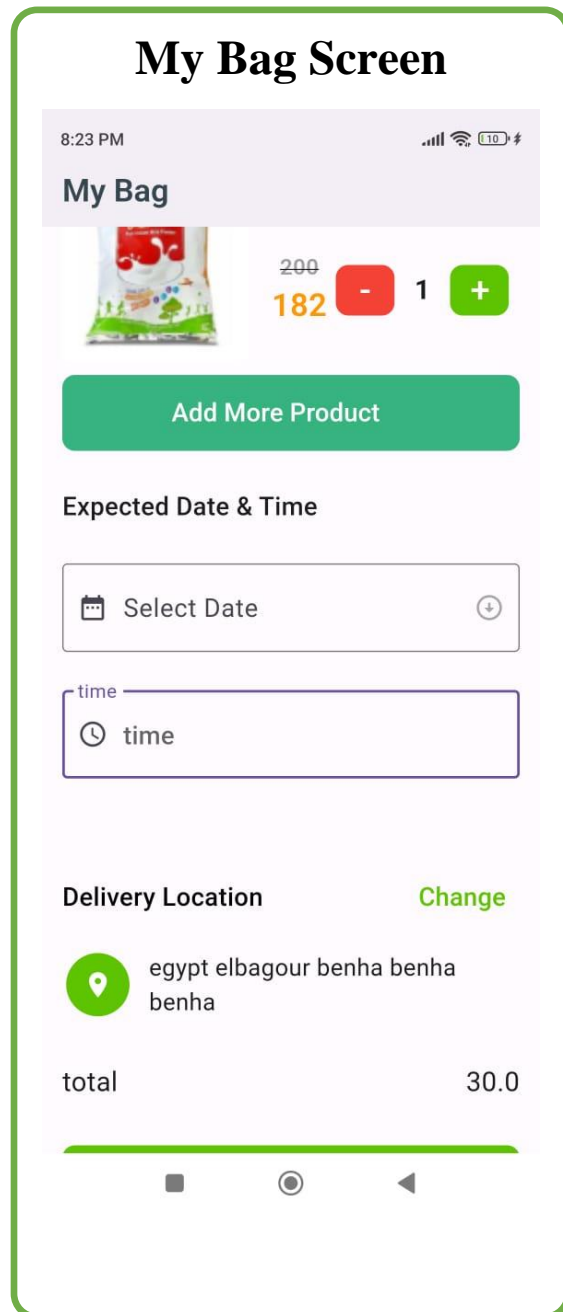 My Bag Screen
8:23 PM
10
My Bag
200
182
-
1
+
Add More Product
Expected Date & Time
Select Date
time
time
Delivery Location
Change
egypt elbagour benha benha
benha
total
30.0